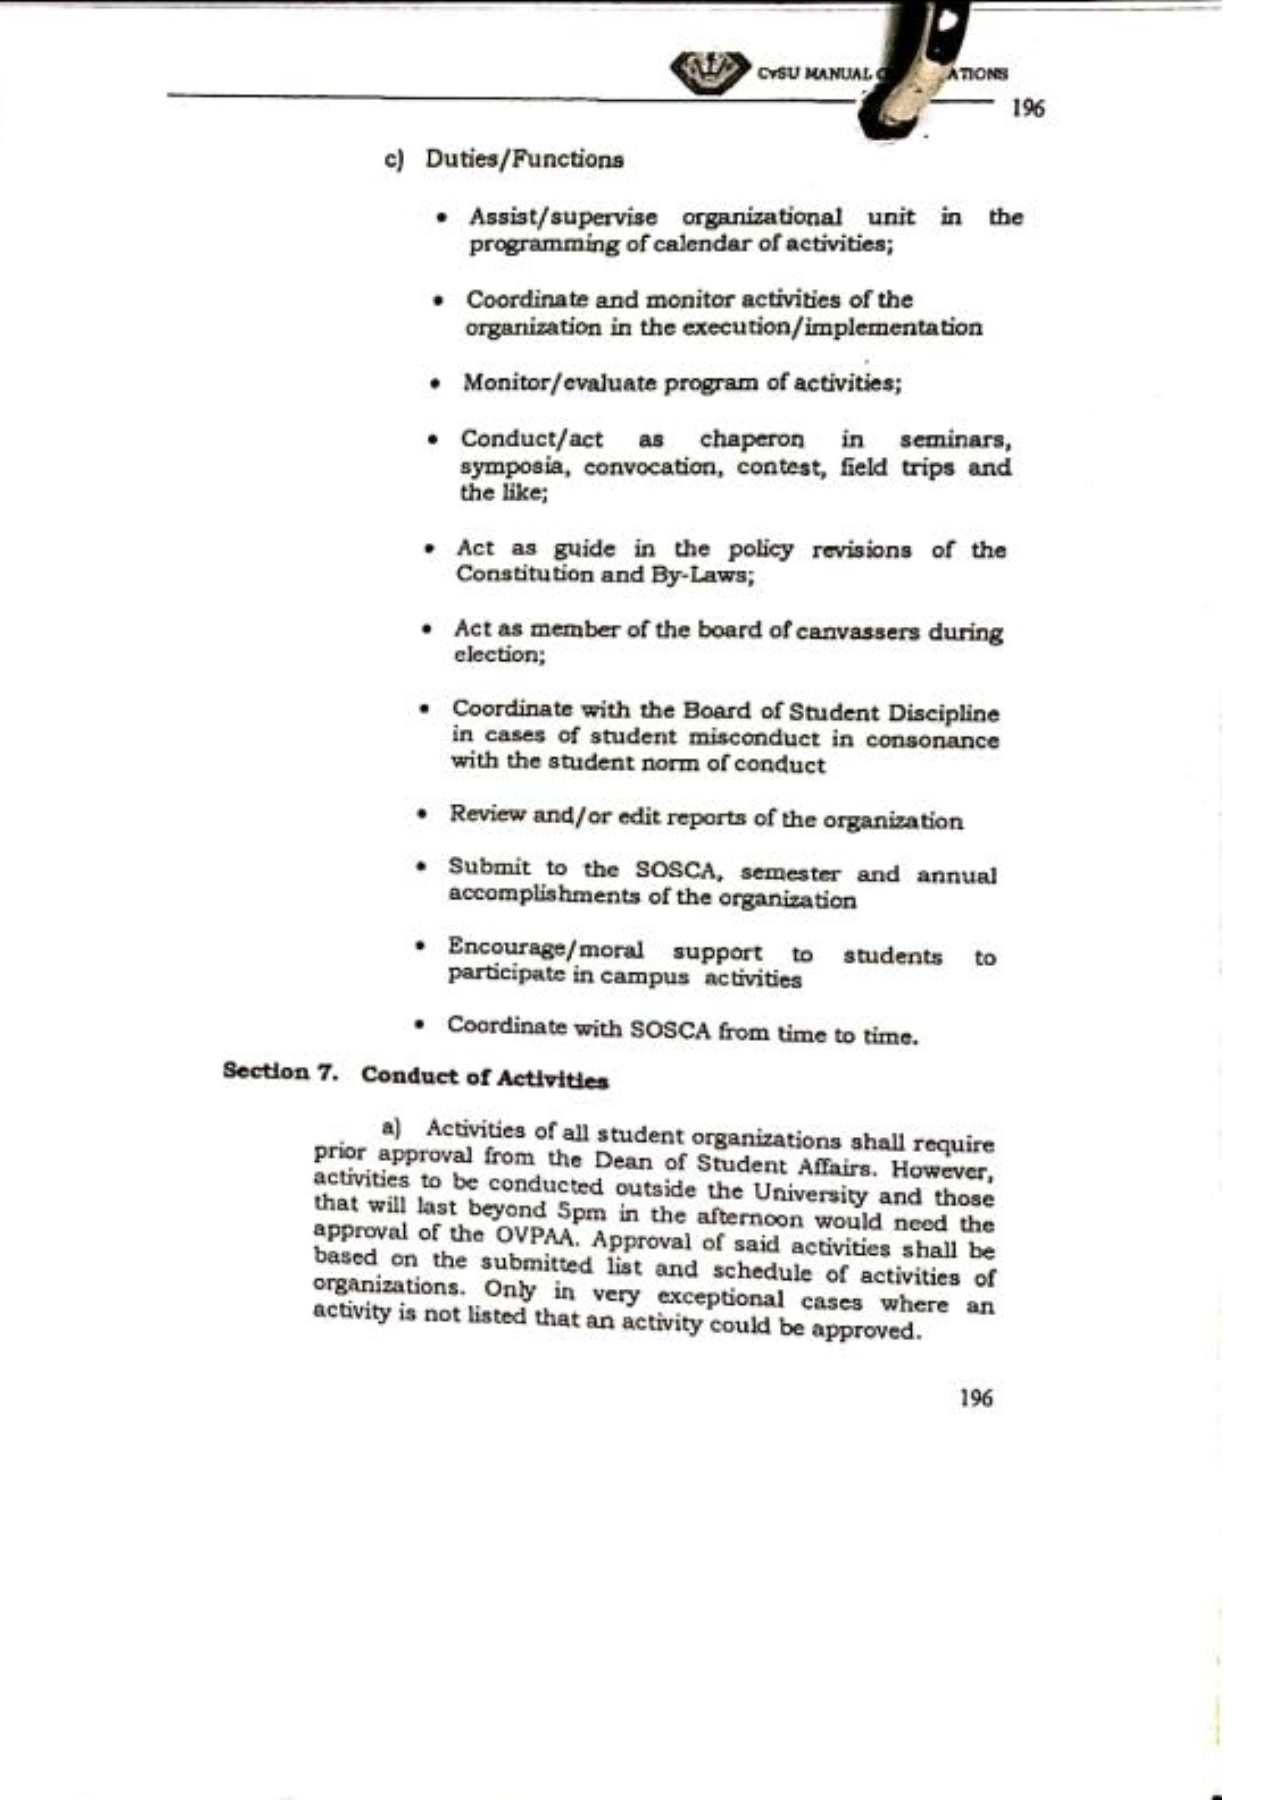 CvSU MANUAL ATIONS
196
c) Duties/Functions
• Assist/supervise organizational unit in the
programming of calendar of activities;
• Coordinate and monitor activities of the
organization in the execution/implementation
• Monitor/evaluate program of activities;
• Conduct/act as chaperon in seminars,
symposia, convocation, contest, field trips and
the like;
• Act as guide in the policy revisions of the
Constitution and By-Laws;
• Act as member of the board of canvassers during
election;
• Coordinate with the Board of Student Discipline
in cases of student misconduct in consonance
with the student norm of conduct
• Review and/or edit reports of the organization
• Submit to the SOSCA, semester and annual
accomplishments of the organization
• Encourage/moral support to students to
participate in campus activities
• Coordinate with SOSCA from time to time.
Section 7. Conduct of Activities
a) Activities of all student organizations shall require
prior approval from the Dean of Student Affairs. However,
activities to be conducted outside the University and those
that will last beyond 5pm in the afternoon would need the
approval of the OVPAA. Approval of said activities shall be
based on the submitted list and schedule of activities of
organizations. Only in very exceptional cases where an
activity is not listed that an activity could be approved.
196